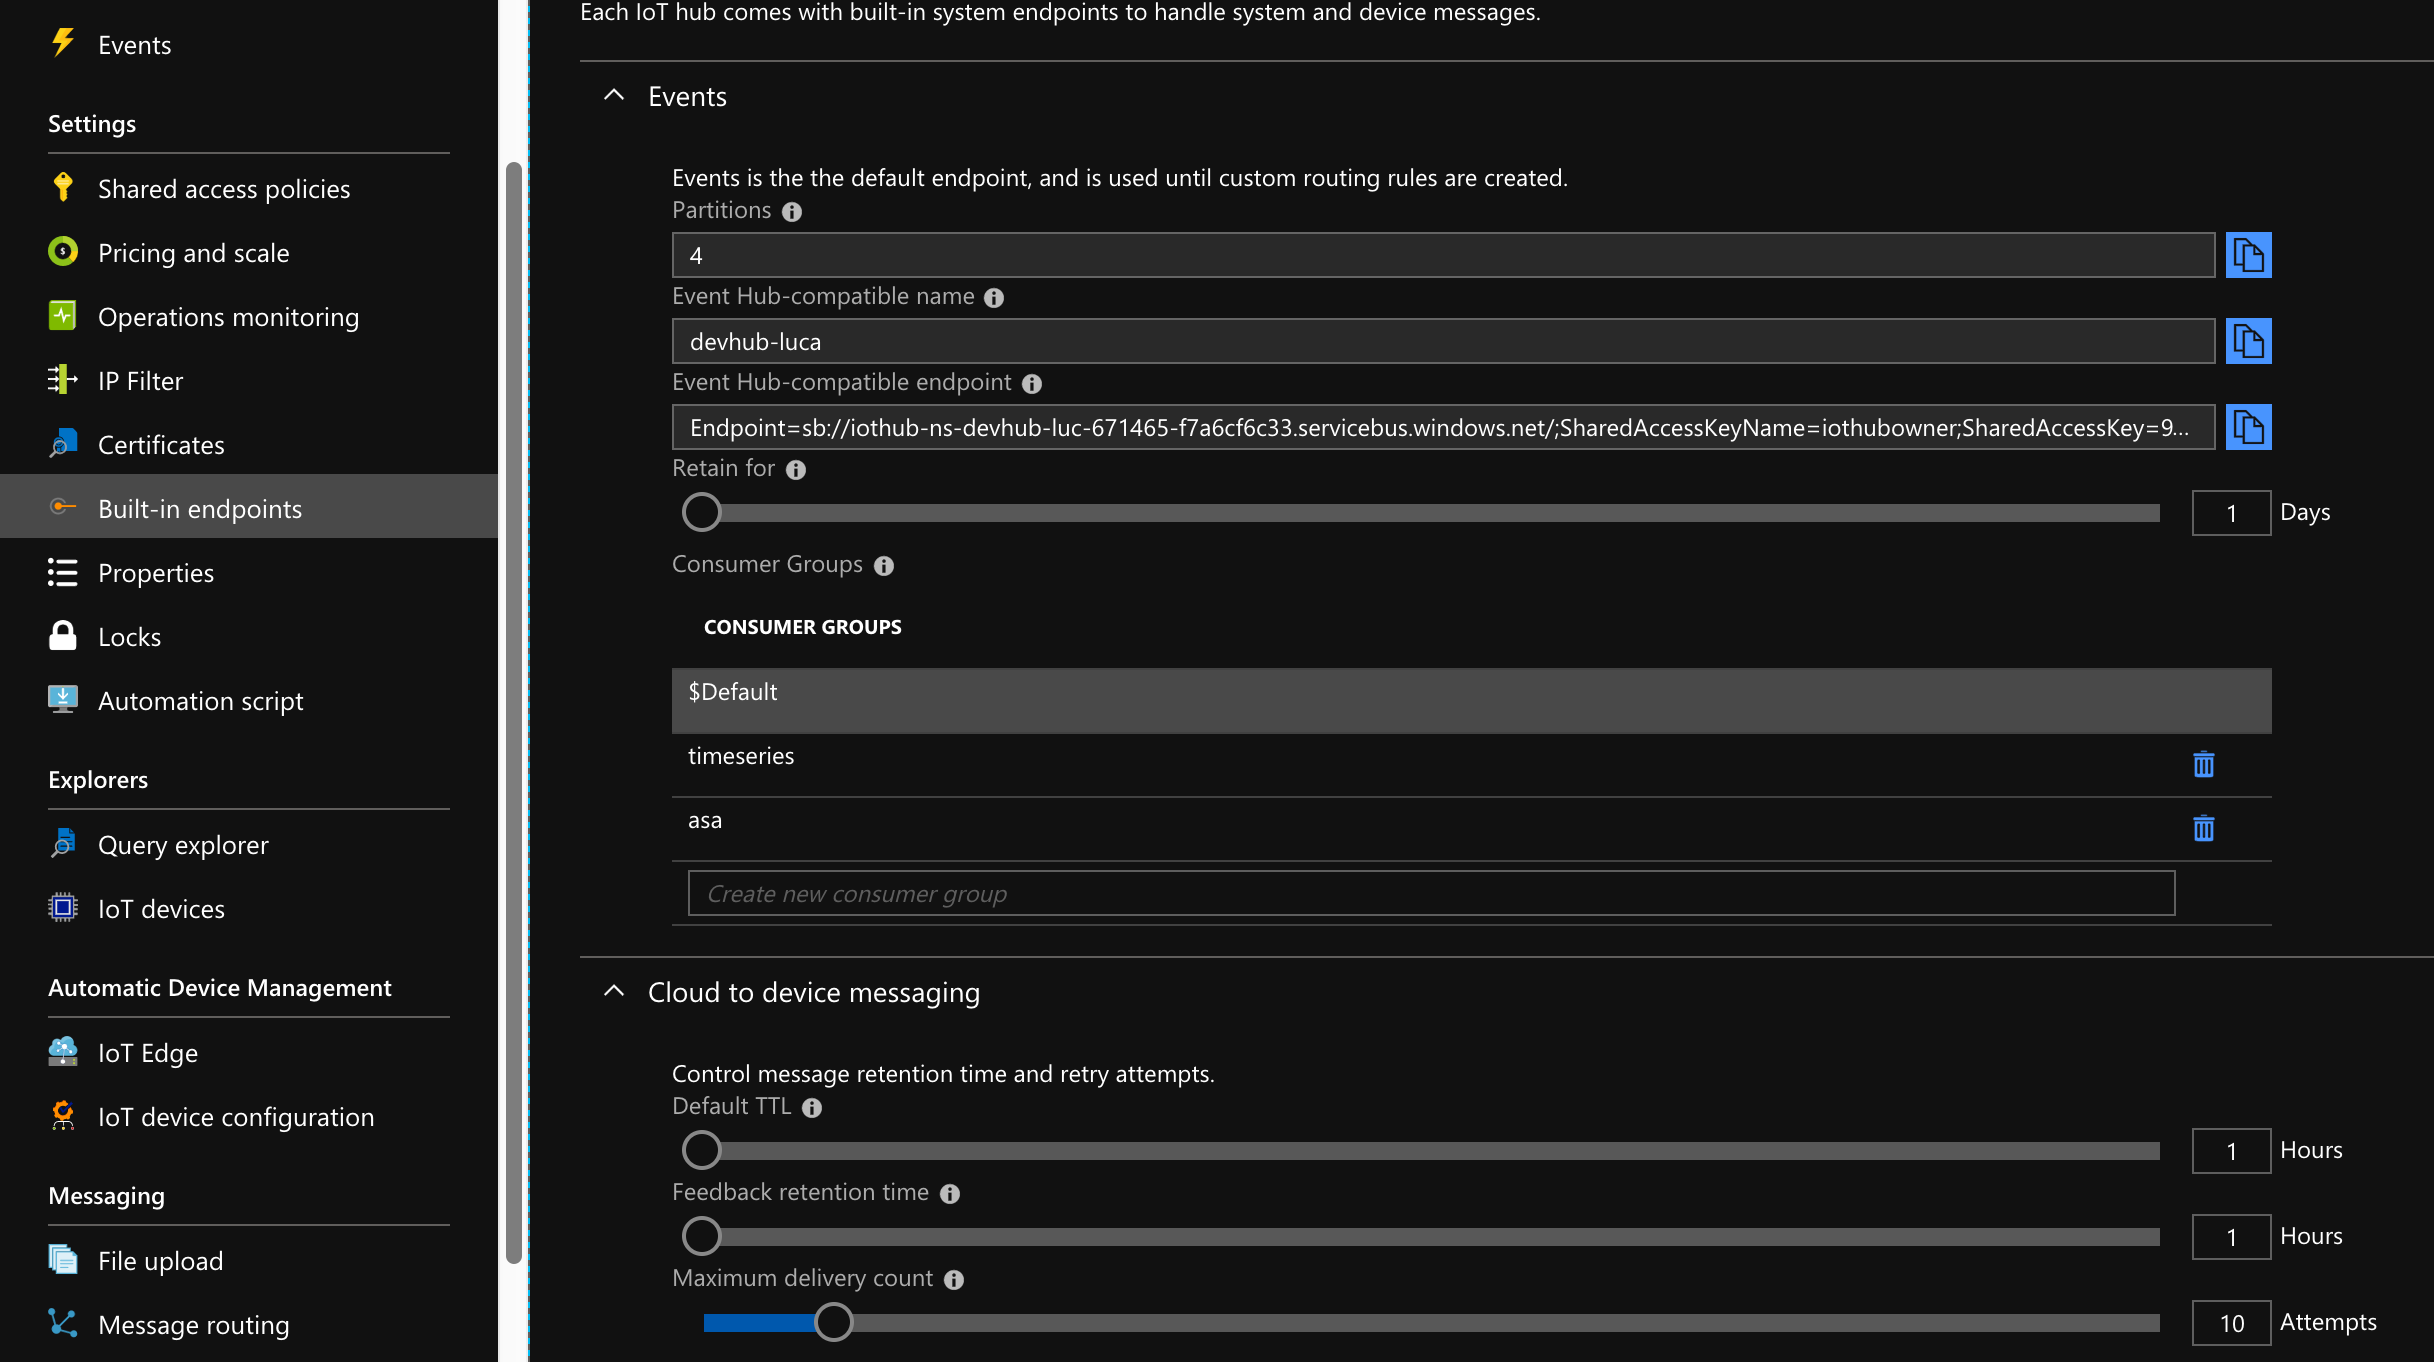 Events
Settings
Shared access policies
Pricing and scale
Operations monitoring
IP Filter
Certificates
Built-in endpoints
Properties
Locks
Automation script
Explorers
Query explorer
IoT devices
Automatic Device Management
IoT Edge
IoT device configuration
Messaging
File upload
Message routing
Each IoT hub comes with built-in system endpoints to handle system and device messages.
Events
Events is the the default endpoint, and is used until custom routing rules are created.
Partitions
4
Event Hub-compatible name
devhub-luca
Event Hub-compatible endpoint
Endpoint=sb://iothub-ns-devhub-luc-671465-f7a6cf6c33.servicebus.windows.net/;SharedAccessKeyName=iothubowner;SharedAccessKey=9...
Retain for
1 Days
Consumer Groups
CONSUMER GROUPS
$Default
timeseries
asa
Create new consumer group
Cloud to device messaging
Control message retention time and retry attempts.
Default TTL
1 Hours
Feedback retention time
1 Hours
Maximum delivery count
10 Attempts